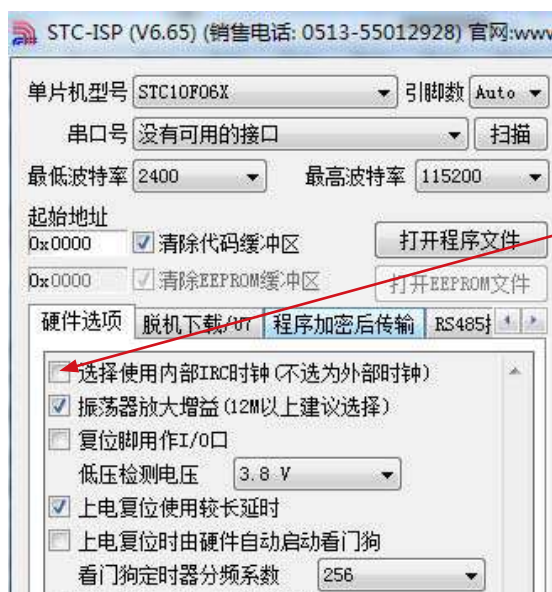 STC-ISP (V6.65) (销售电话: 0513-55012928) 官网:www
单片机型号 STC10F06X 引脚数 Auto
串口号 没有可用的接口 扫描
最低波特率 2400 最高波特率 115200
起始地址
0x0000 清除代码缓冲区 打开程序文件
0x0000 清除EEPROM缓冲区 打开EEPROM文件
硬件选项 脱机下载/U7 程序加密后传输 RS485
选择使用内部IRC时钟(不选为外部时钟)
振荡器放大增益(12M以上建议选择)
复位脚用作I/O口
低压检测电压 3.8 V
上电复位使用较长延时
上电复位时由硬件自动启动看门狗
看门狗定时器分频系数 256